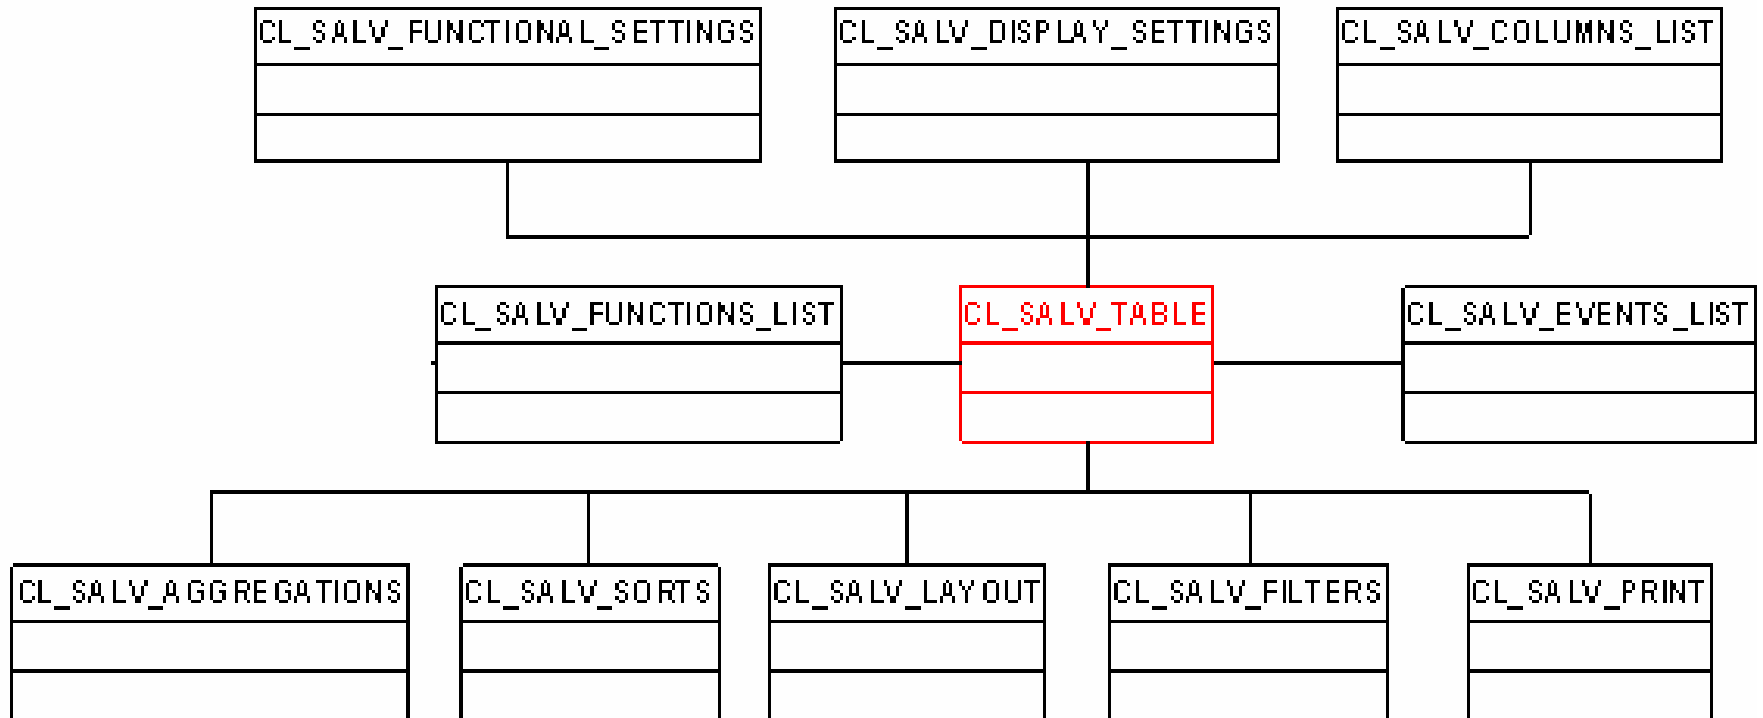 CL_SALV_FUNCTIONAL_SETTINGS
CL_SALV_DISPLAY_SETTINGS
CL_SALV_COLUMNS_LIST
CL_SALV_FUNCTIONS_LIST
CL_SALV_TABLE
CL_SALV_EVENTS_LIST
CL_SALV_AGGREGATIONS
CL_SALV_SORTS
CL_SALV_LAYOUT
CL_SALV_FILTERS
CL_SALV_PRINT